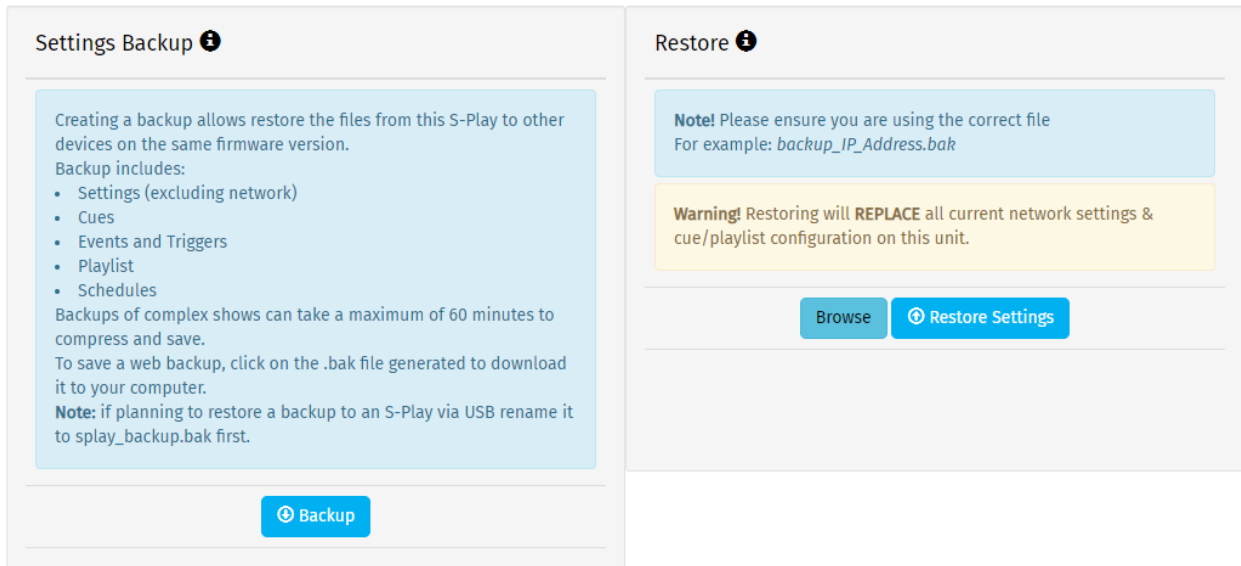 Settings Backup
Creating a backup allows restore the files from this S-Play to other
devices on the same firmware version.
Backup includes:
• Settings (excluding network)
• Cues
• Events and Triggers
• Playlist
• Schedules
Backups of complex shows can take a maximum of 60 minutes to
compress and save.
To save a web backup, click on the .bak file generated to download
it to your computer.
Note: if planning to restore a backup to an S-Play via USB rename it
to splay_backup.bak first.
Backup
Restore
Note! Please ensure you are using the correct file
For example: backup_IP_Address.bak
Warning! Restoring will REPLACE all current network settings &
cue/playlist configuration on this unit.
Browse
Restore Settings